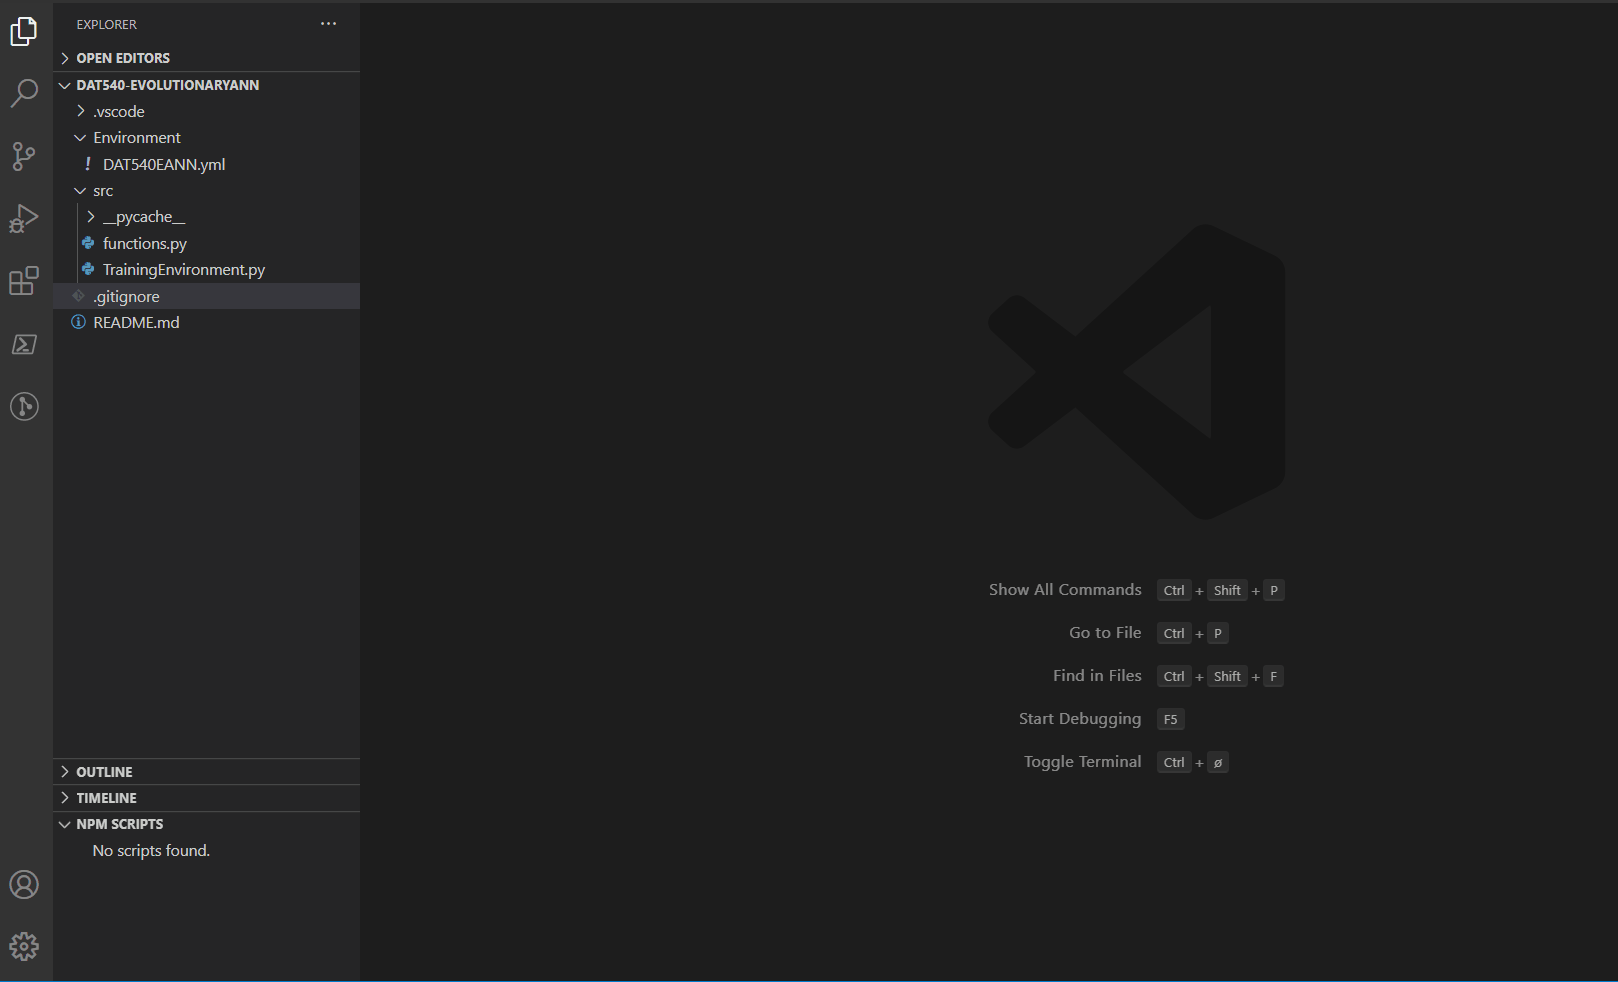 EXPLORER
OPEN EDITORS
DAT540-EVOLUTIONARYANN
.vscode
Environment
! DAT540EANN.yml
src
__pycache__
functions.py
TrainingEnvironment.py
.gitignore
README.md
OUTLINE
TIMELINE
NPM SCRIPTS
No scripts found.
Show All Commands Ctrl + Shift + P
Go to File Ctrl + P
Find in Files Ctrl + Shift + F
Start Debugging F5
Toggle Terminal Ctrl + ø